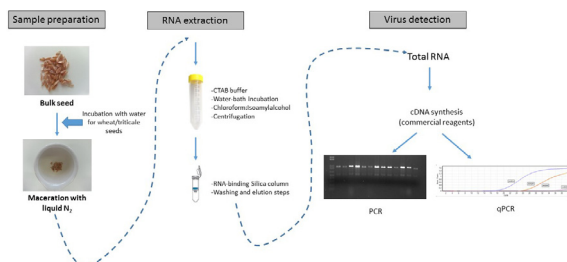 Sample preparation
RNA extraction
Virus detection
Bulk seed
Incubation with water
for wheat/triticale
seeds
Maceration with
liquid N2
-CTAB buffer
-Water-bath incubation
-Chloroform:Isoumylalcohol
-Centrifugation
-RNA-binding Silica column
-Washing and elution steps
Total RNA
cDNA synthesis
(commercial reagents)
PCR
qPCR